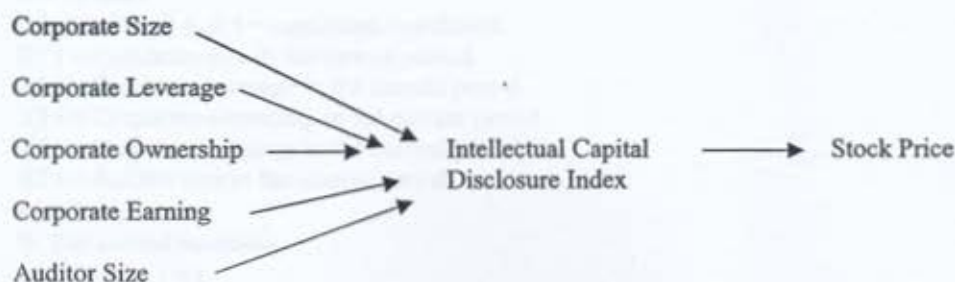 Corporate Size
Corporate Leverage
Corporate Ownership
Intellectual Capital
Disclosure Index
Stock Price
Corporate Earning
Auditor Size